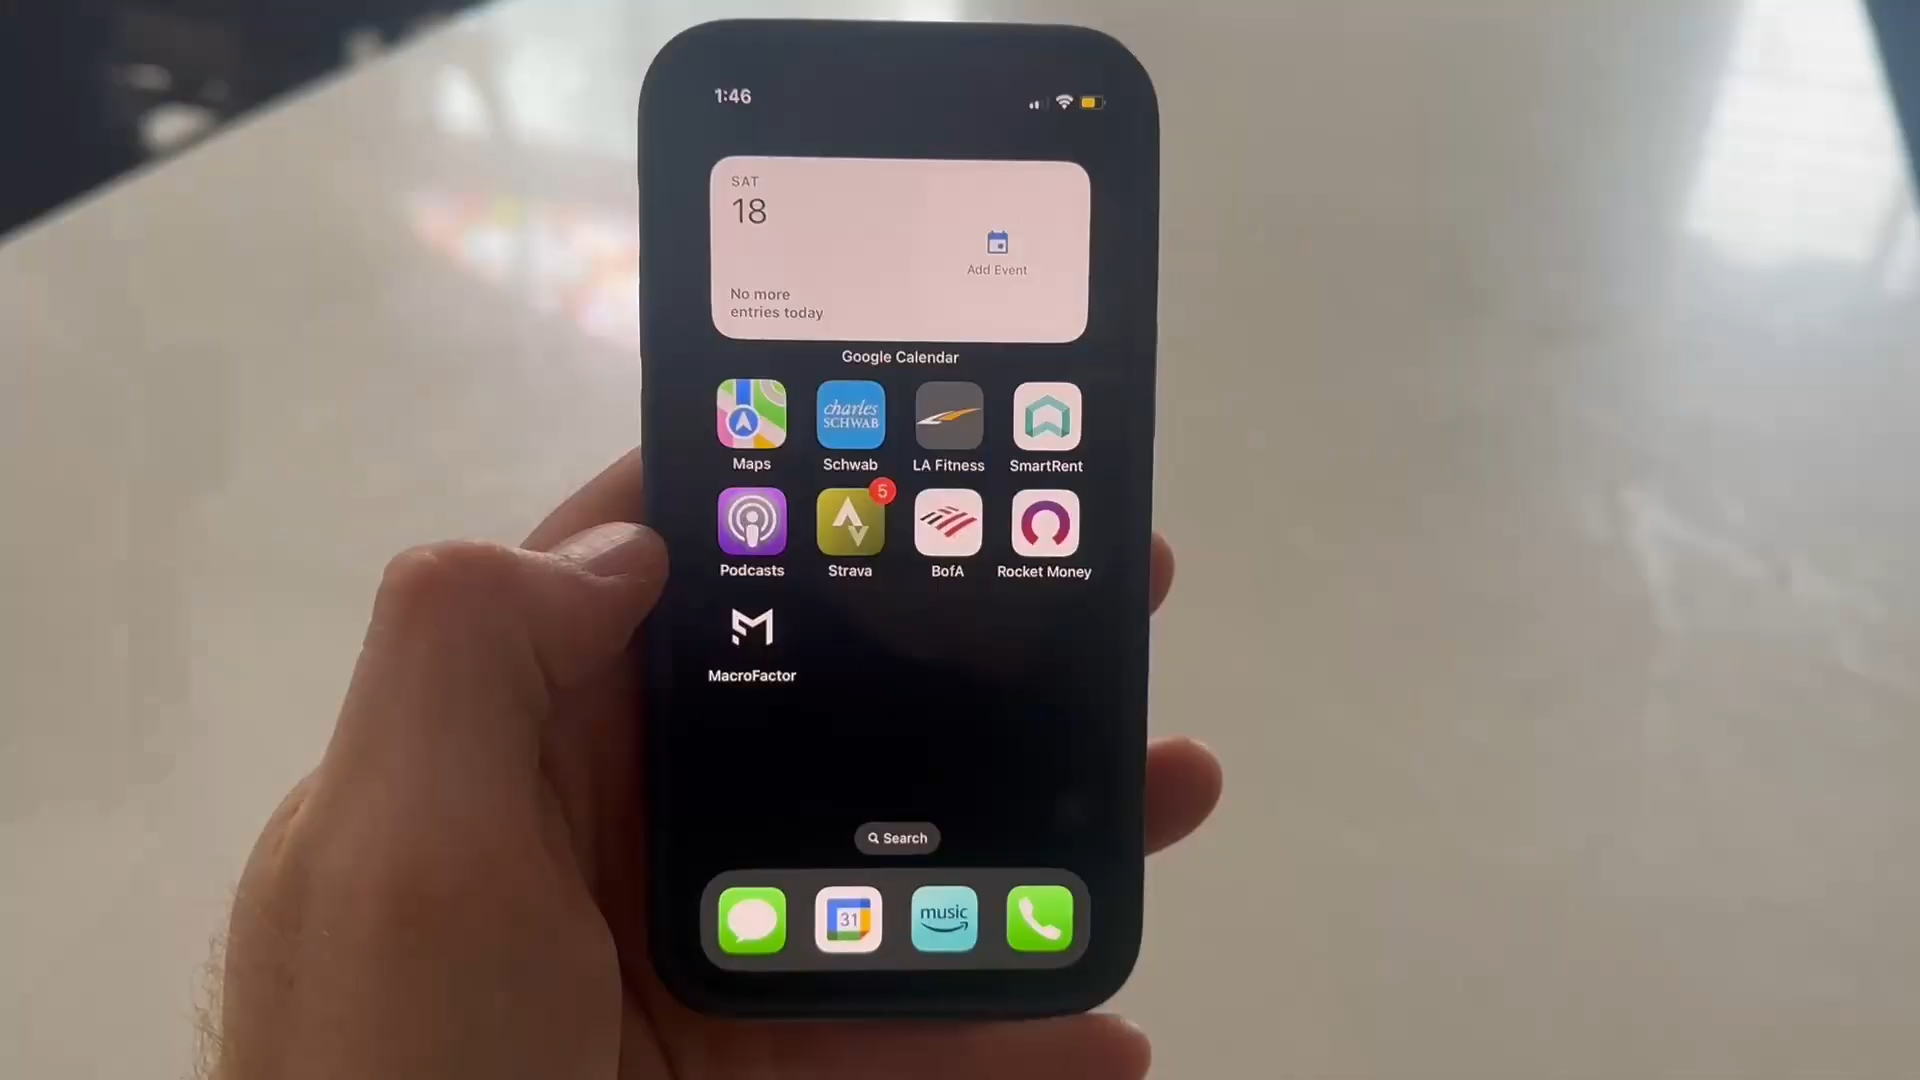 1:46
SAT
18
Add Event
No more
entries today
Google Calendar
charles
SCHWAB
Maps
Schwab
LA Fitness
SmartRent
5
Podcasts
Strava
BofA
Rocket Money
MacroFactor
Search
31
music